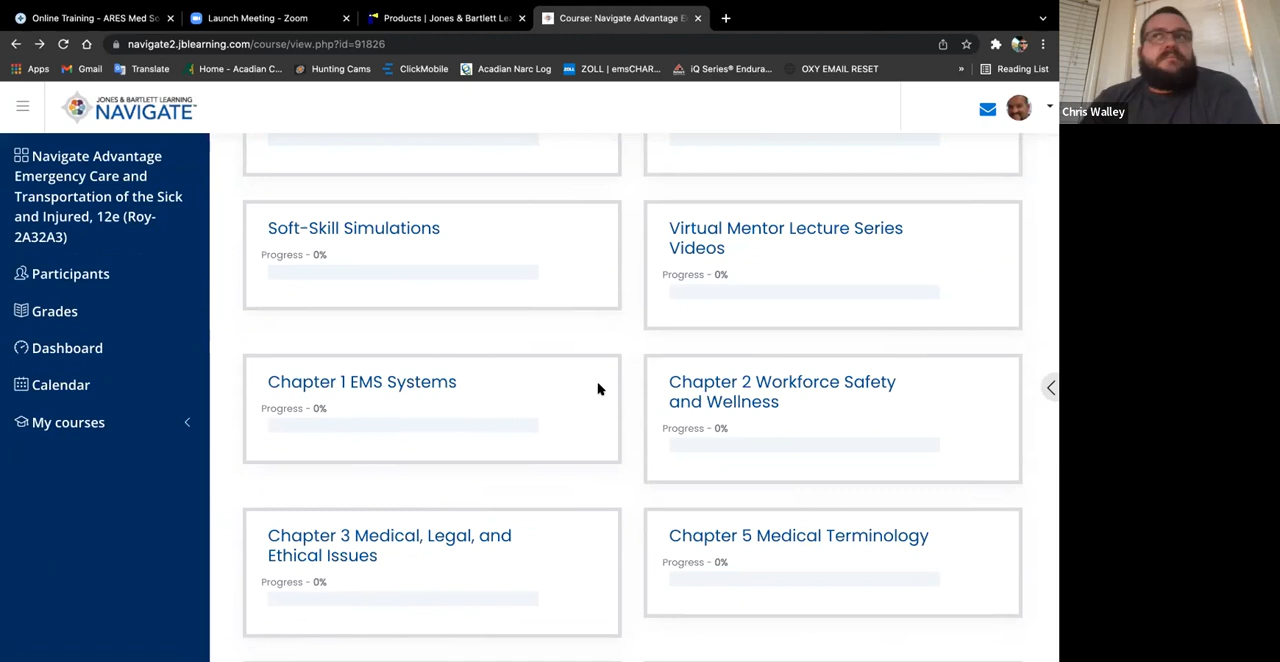 Online Training - ARES Med So
Launch Meeting - Zoom
Products | Jones & Bartlett Le
Course: Navigate Advantage E
navigate2.jblearning.com/course/view.php?id=91826
Apps
Gmail
Translate
Home - Acadian C...
Hunting Cams
ClickMobile
Acadian Narc Log
ZOLL | emsCHAR...
iQ Series® Endura...
OXY EMAIL RESET
»
Reading List
JONES & BARTLETT LEARNING
NAVIGATE™
Chris Walley
Navigate Advantage
Emergency Care and
Transportation of the Sick
and Injured, 12e (Roy-
2A32A3)
Participants
Grades
Dashboard
Calendar
My courses
Soft-Skill Simulations
Progress - 0%
Virtual Mentor Lecture Series
Videos
Progress - 0%
Chapter 1 EMS Systems
Progress - 0%
Chapter 2 Workforce Safety
and Wellness
Progress - 0%
Chapter 3 Medical, Legal, and
Ethical Issues
Progress - 0%
Chapter 5 Medical Terminology
Progress - 0%